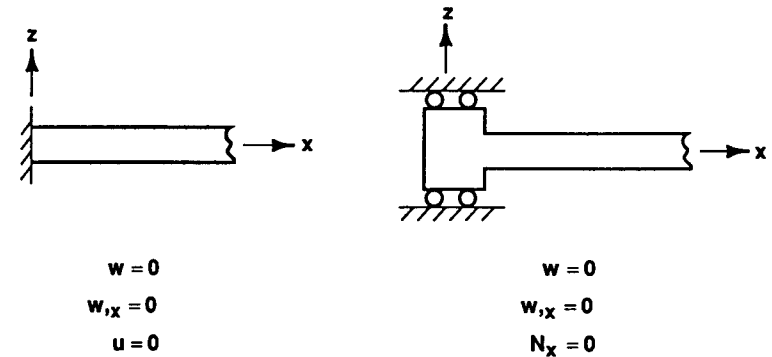 z
x
w = 0
w,x = 0
u = 0
z
x
w = 0
w,x = 0
Nx = 0